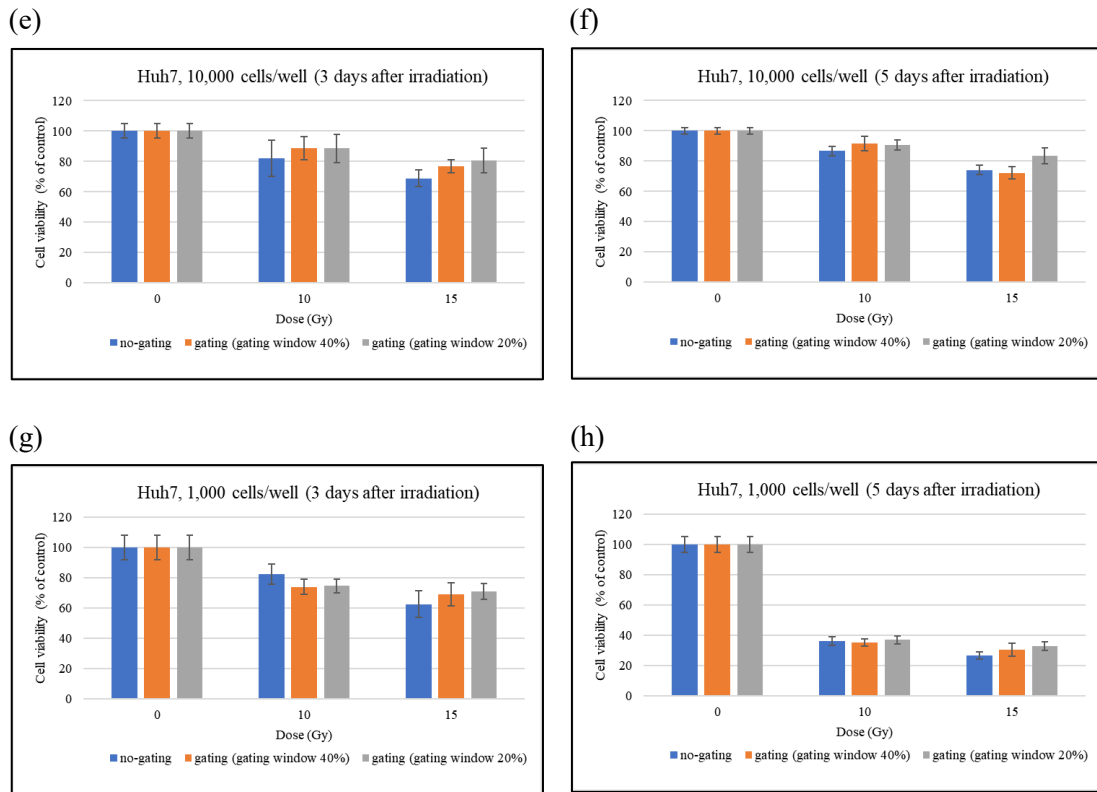 (e)
Huh7, 10,000 cells/well (3 days after irradiation)
Cell viability (% of control)
120
100
80
60
40
20
0
0 10 15
Dose (Gy)
no-gating gating (gating window 40%) gating (gating window 20%)
(f)
Huh7, 10,000 cells/well (5 days after irradiation)
Cell viability (% of control)
120
100
80
60
40
20
0
0 10 15
Dose (Gy)
no-gating gating (gating window 40%) gating (gating window 20%)
(g)
Huh7, 1,000 cells/well (3 days after irradiation)
Cell viability (% of control)
120
100
80
60
40
20
0
0 10 15
Dose (Gy)
no-gating gating (gating window 40%) gating (gating window 20%)
(h)
Huh7, 1,000 cells/well (5 days after irradiation)
Cell viability (% of control)
120
100
80
60
40
20
0
0 10 15
Dose (Gy)
no-gating gating (gating window 40%) gating (gating window 20%)